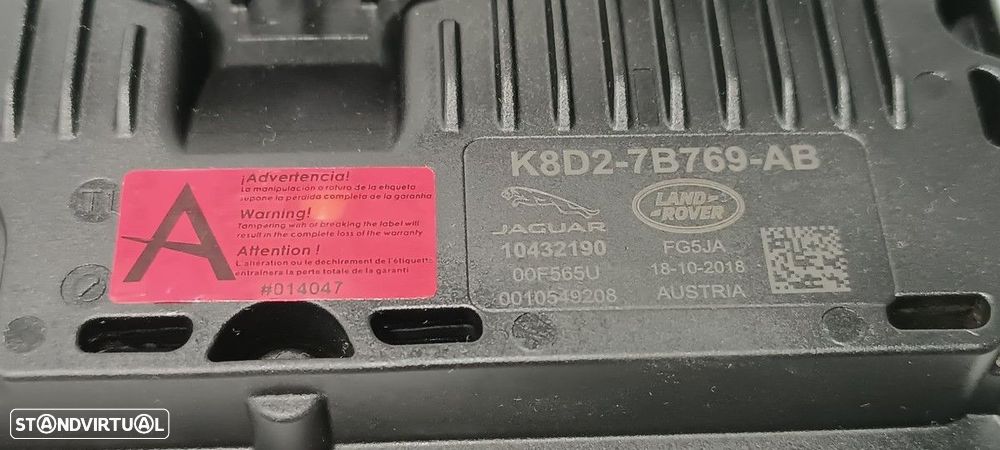 A
¡Advertencia!
La manipulación o rotura de la etiqueta
supone la pérdida completa de la garantía
Warning!
Tampering with or breaking the label will
result in the complete loss of the warranty
Attention !
L'altération ou le déchirement de l'étiquette
entraînera la perte totale de la garanti
#014047
K8D2-7B769-AB
JAGUAR
LAND
ROVER
10432190
FG5JA
00F565U
18-10-2018
0010549208
AUSTRIA
STANDVIRTUAL